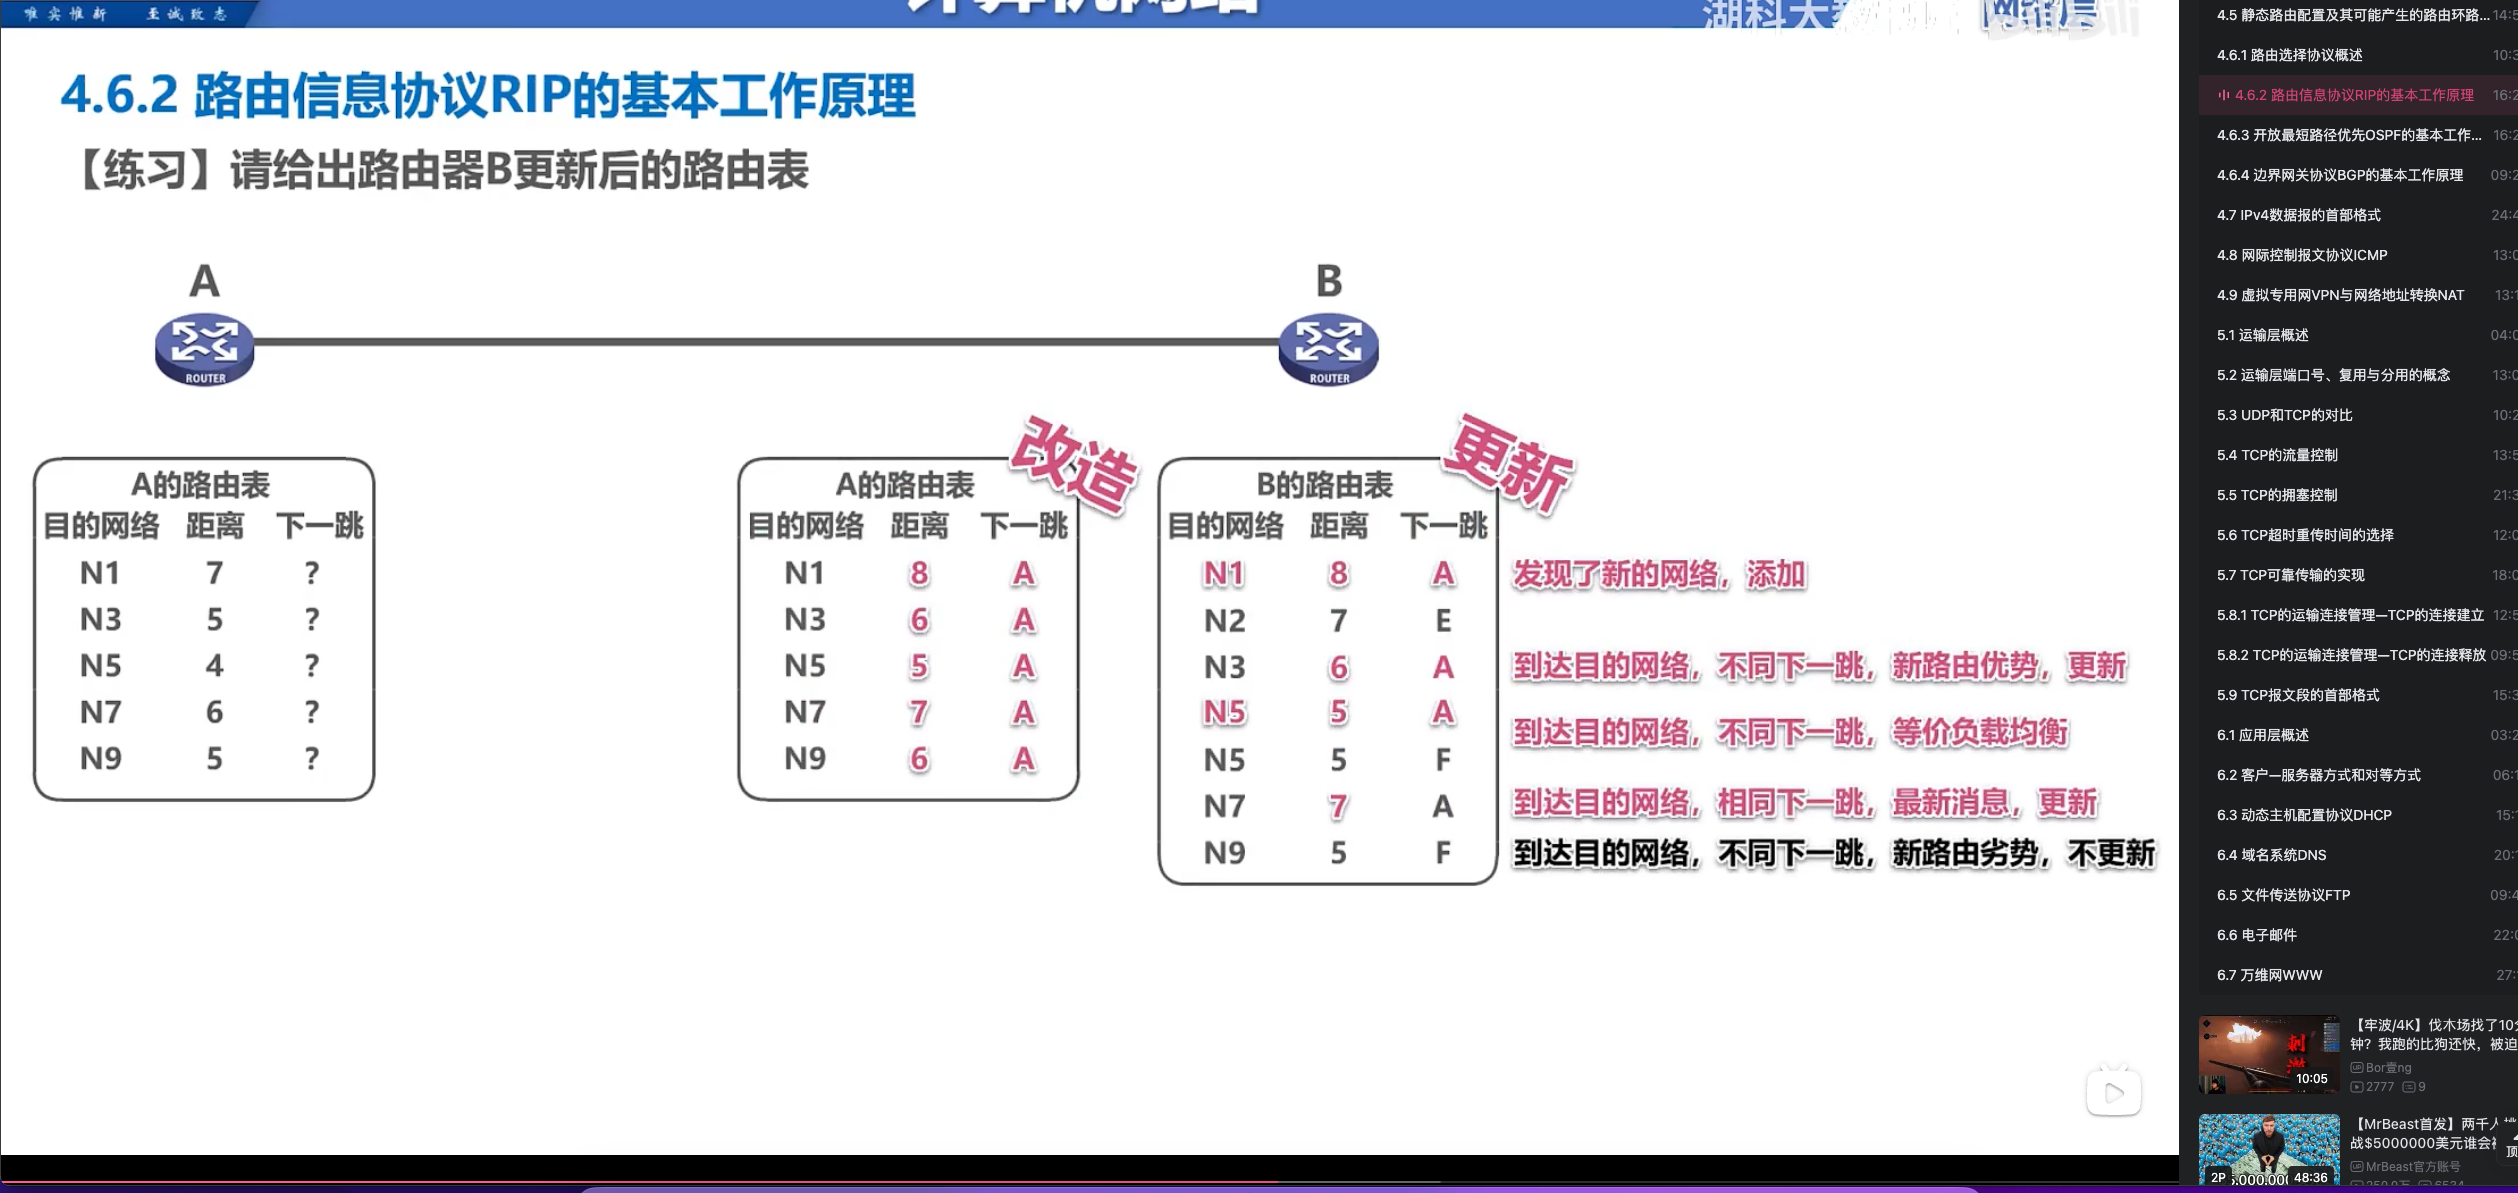 唯实惟新 至诚致志
计算机网络
4.6.2 路由信息协议RIP的基本工作原理
【练习】请给出路由器B更新后的路由表
A
B
ROUTER
ROUTER
A的路由表
目的网络 距离 下一跳
N1 7 ?
N3 5 ?
N5 4 ?
N7 6 ?
N9 5 ?
改造
A的路由表
目的网络 距离 下一跳
N1 8 A
N3 6 A
N5 5 A
N7 7 A
N9 6 A
更新
B的路由表
目的网络 距离 下一跳
N1 8 A 发现了新的网络，添加
N2 7 E
N3 6 A 到达目的网络，不同下一跳，新路由优势，更新
N5 5 A 到达目的网络，不同下一跳，等价负载均衡
N5 5 F
N7 7 A 到达目的网络，相同下一跳，最新消息，更新
N9 5 F 到达目的网络，不同下一跳，新路由劣势，不更新
4.5 静态路由配置及其可能产生的路由环路...
4.6.1 路由选择协议概述
4.6.2 路由信息协议RIP的基本工作原理
4.6.3 开放最短路径优先OSPF的基本工作...
4.6.4 边界网关协议BGP的基本工作原理
4.7 IPv4数据报的首部格式
4.8 网际控制报文协议ICMP
4.9 虚拟专用网VPN与网络地址转换NAT
5.1 运输层概述
5.2 运输层端口号、复用与分用的概念
5.3 UDP和TCP的对比
5.4 TCP的流量控制
5.5 TCP的拥塞控制
5.6 TCP超时重传时间的选择
5.7 TCP可靠传输的实现
5.8.1 TCP的运输连接管理—TCP的连接建立
5.8.2 TCP的运输连接管理—TCP的连接释放
5.9 TCP报文段的首部格式
6.1 应用层概述
6.2 客户—服务器方式和对等方式
6.3 动态主机配置协议DHCP
6.4 域名系统DNS
6.5 文件传送协议FTP
6.6 电子邮件
6.7 万维网WWW
【牢波/4K】伐木场找了10
钟？我跑的比狗还快，被迫
Bor壹ng
2777 9
10:05
【MrBeast首发】两千人
战$5000000美元谁会
MrBeast官方账号
2P 48:36